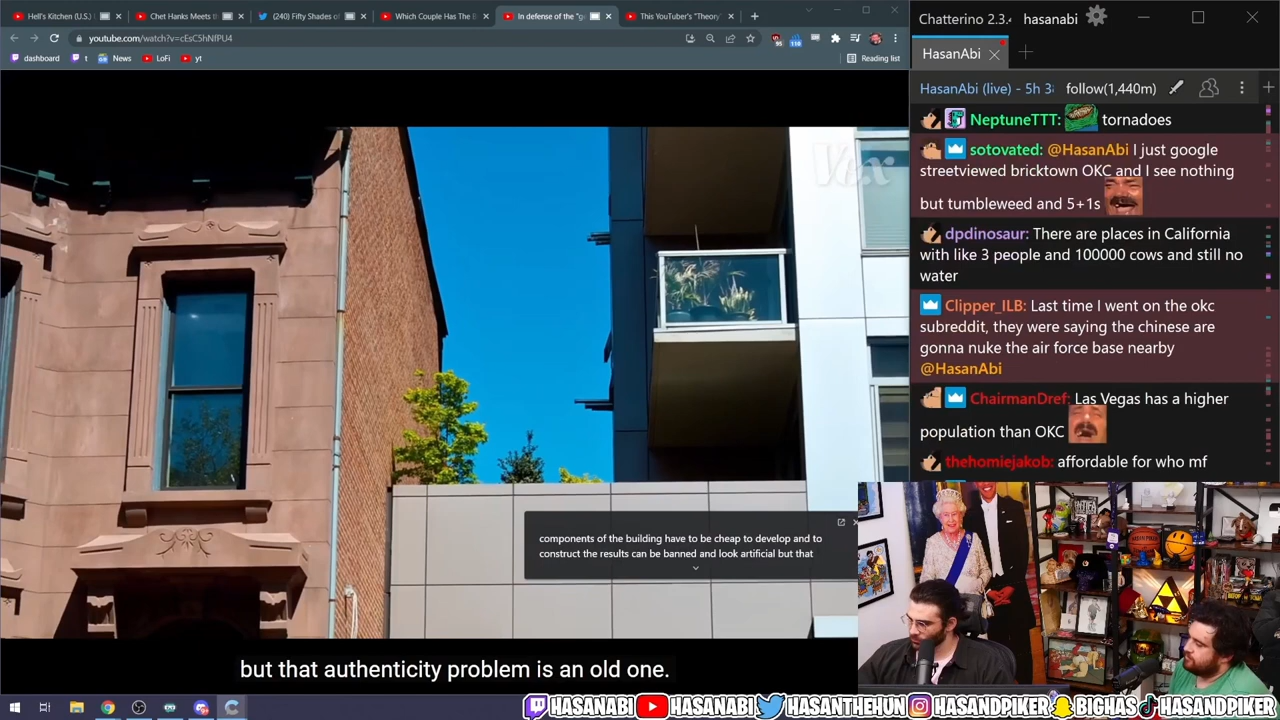 Hell's Kitchen (U.S.)
Chet Hanks Meets t
(240) Fifty Shades of
Which Couple Has The B
In defense of the "ge
This YouTuber's "Theory"
youtube.com/watch?v=cEsC5hNfPU4
95
118
dashboard
t
News
LoFi
yt
Reading list
Vox
components of the building have to be cheap to develop and to
construct the results can be banned and look artificial but that
but that authenticity problem is an old one.
Chatterino 2.3.4
hasanabi
HasanAbi
HasanAbi (live) - 5h 38
follow(1,440m)
NeptuneTTT: tornadoes
sotovated: @HasanAbi I just google
streetviewed bricktown OKC and I see nothing
but tumbleweed and 5+1s
dpdinosaur: There are places in California
with like 3 people and 100000 cows and still no
water
Clipper_ILB: Last time I went on the okc
subreddit, they were saying the chinese are
gonna nuke the air force base nearby
@HasanAbi
ChairmanDref: Las Vegas has a higher
population than OKC
thehomiejakob: affordable for who mf
HASANABI HASANABI HASANTHEHUN HASANDPIKER BIGHAS HASANDPIKER